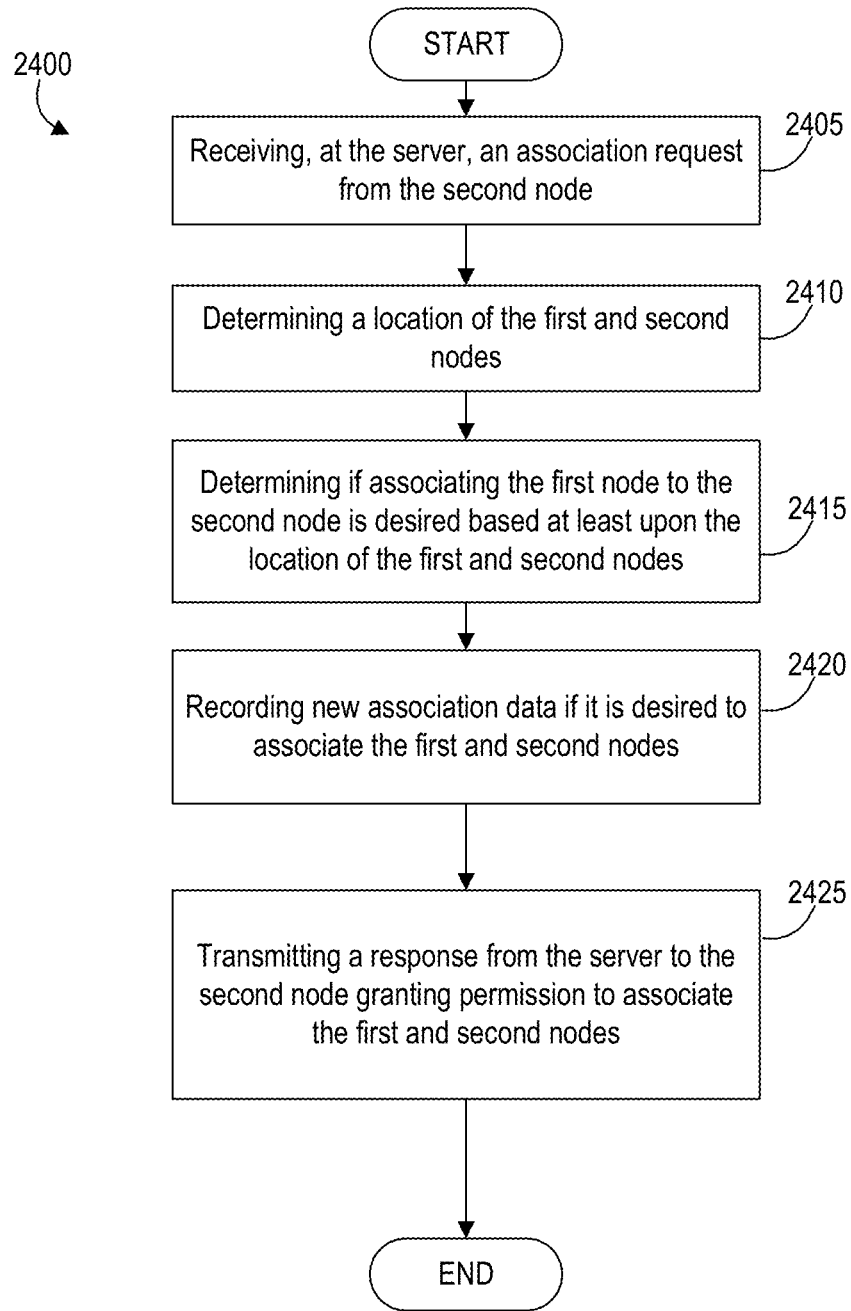 START
2400
2405
Receiving, at the server, an association request
from the second node
2410
Determining a location of the first and second
nodes
Determining if associating the first node to the
second node is desired based at least upon the
location of the first and second nodes
2415
2420
Recording new association data if it is desired to
associate the first and second nodes
2425
Transmitting a response from the server to the
second node granting permission to associate
the first and second nodes
END